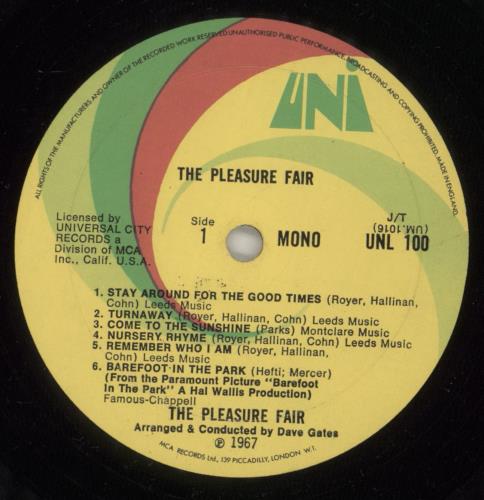 ALL RIGHTS OF THE MANUFACTURERS AND OWNER OF THE RECORDED WORK RESERVED. UNAUTHORISED PUBLIC PERFORMANCE, BROADCASTING AND COPYING PROHIBITED. MADE IN ENGLAND.
UNI
THE PLEASURE FAIR
Licensed by
UNIVERSAL CITY
RECORDS a
Division of MCA
Inc., Calif. U.S.A.
Side
1
MONO
J/T
(UM.1016)
UNL 100
1. STAY AROUND FOR THE GOOD TIMES (Royer, Hallinan,
Cohn) Leeds Music
2. TURNAWAY (Royer, Hallinan, Cohn) Leeds Music
3. COME TO THE SUNSHINE (Parks) Montclare Music
4. NURSERY RHYME (Royer, Hallinan, Cohn) Leeds Music
5. REMEMBER WHO I AM (Royer, Hallinan,
Cohn) Leeds Music
6. BAREFOOT IN THE PARK (Hefti; Mercer)
(From the Paramount Picture "Barefoot
In The Park" A Hal Wallis Production)
Famous-Chappell
THE PLEASURE FAIR
Arranged & Conducted by Dave Gates
℗ 1967
MCA RECORDS Ltd., 139 PICCADILLY, LONDON W.1.